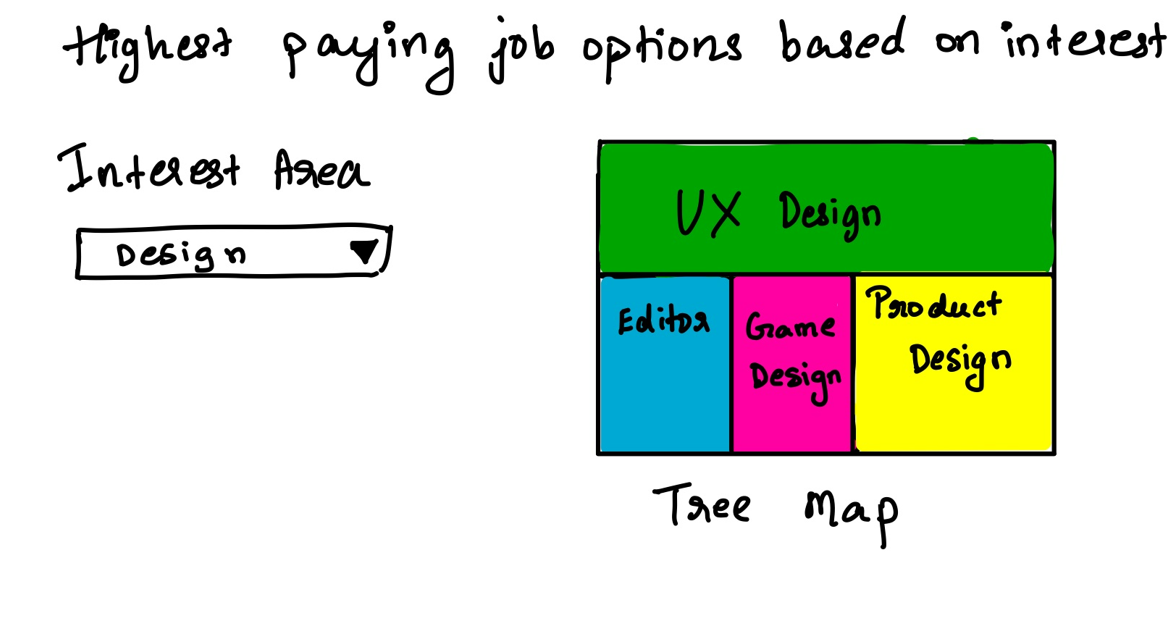 Highest paying job options based on interest
Interest Area
Design
UX Design
Editor
Game
Design
Product
Design
Tree Map